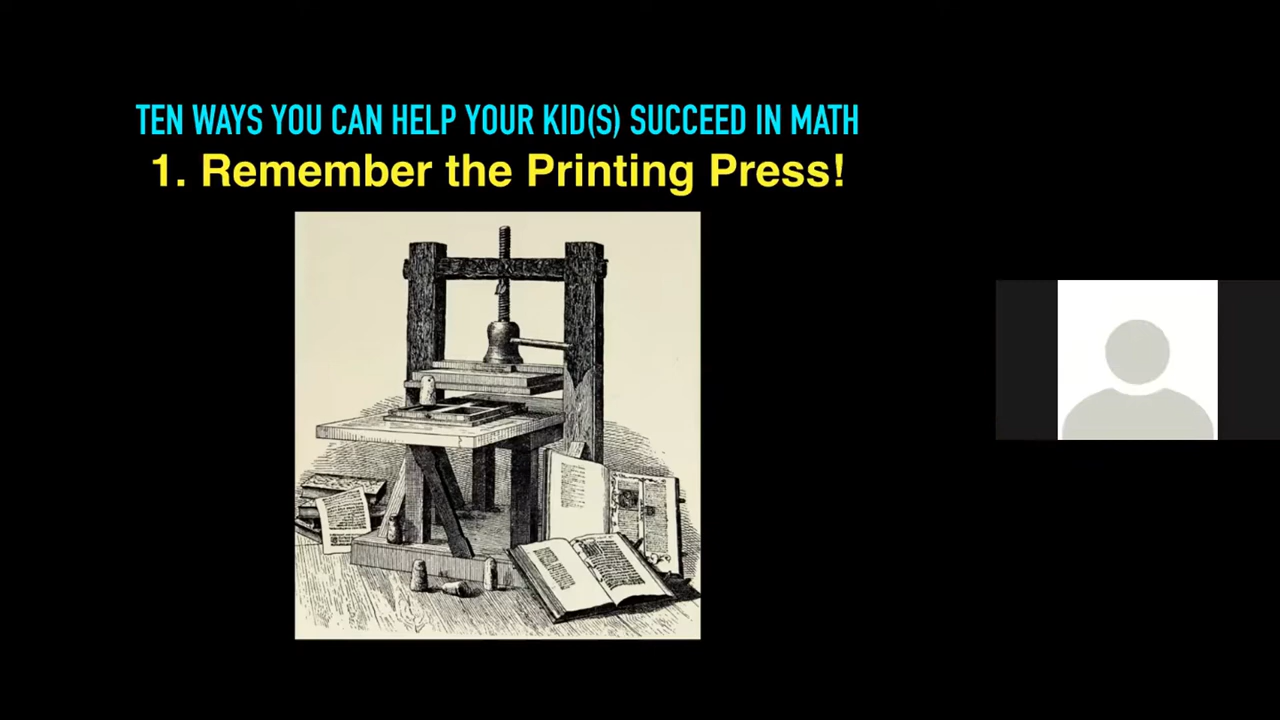 TEN WAYS YOU CAN HELP YOUR KID(S) SUCCEED IN MATH
1. Remember the Printing Press!